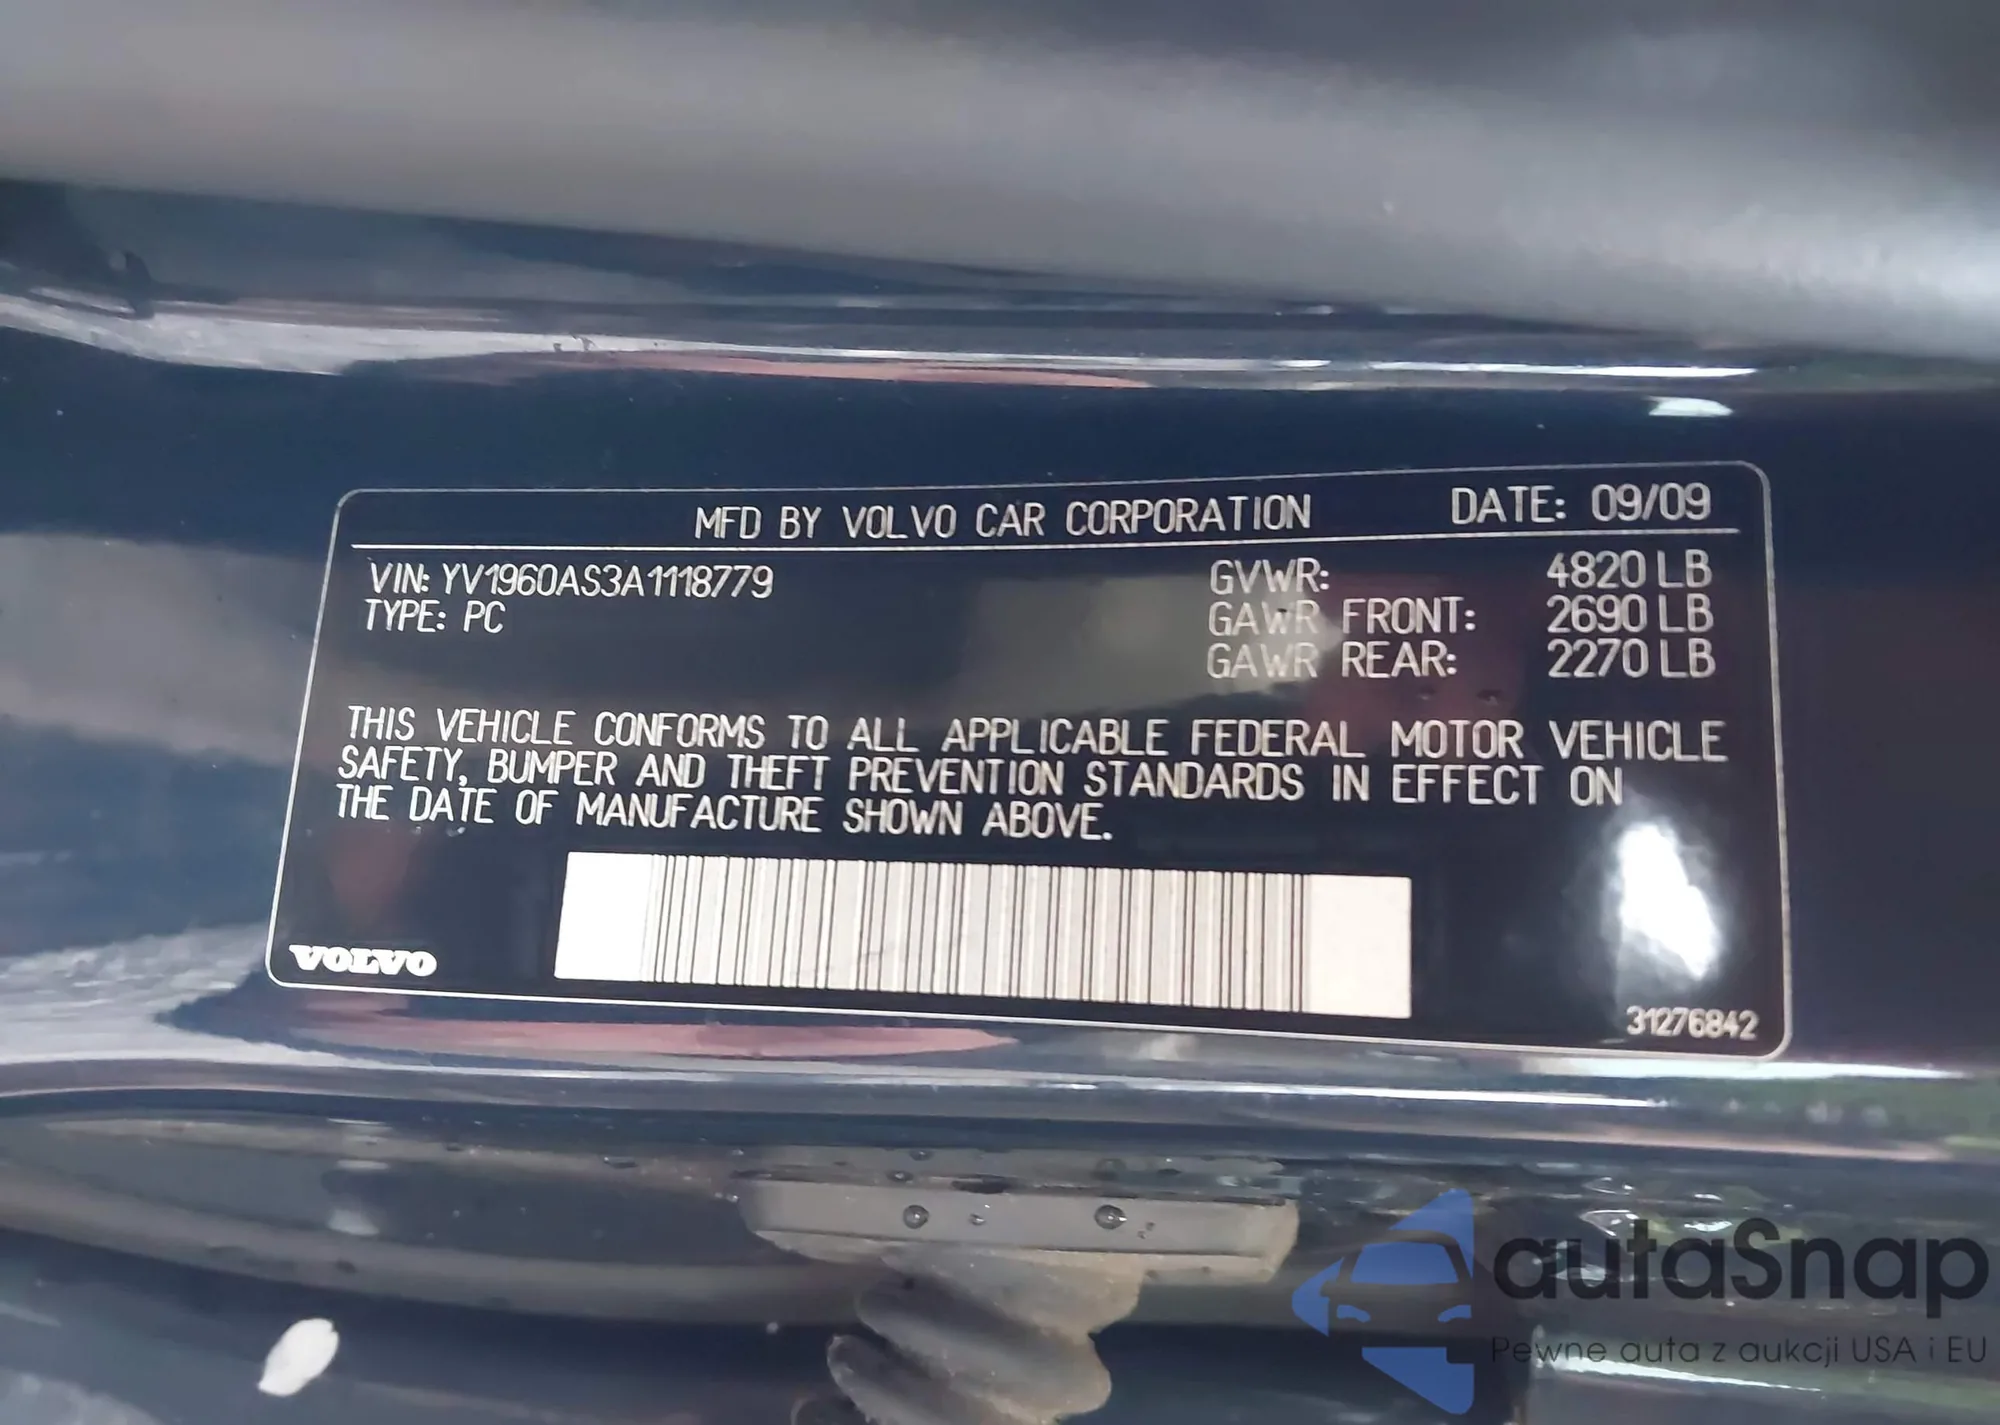 MFD BY VOLVO CAR CORPORATION DATE: 09/09
VIN: YV1960AS3A1118779 GVWR: 4820 LB
TYPE: PC GAWR FRONT: 2690 LB
GAWR REAR: 2270 LB
THIS VEHICLE CONFORMS TO ALL APPLICABLE FEDERAL MOTOR VEHICLE
SAFETY, BUMPER AND THEFT PREVENTION STANDARDS IN EFFECT ON
THE DATE OF MANUFACTURE SHOWN ABOVE.
VOLVO
31276842
autaSnap
Pewne auta z aukcji USA i EU